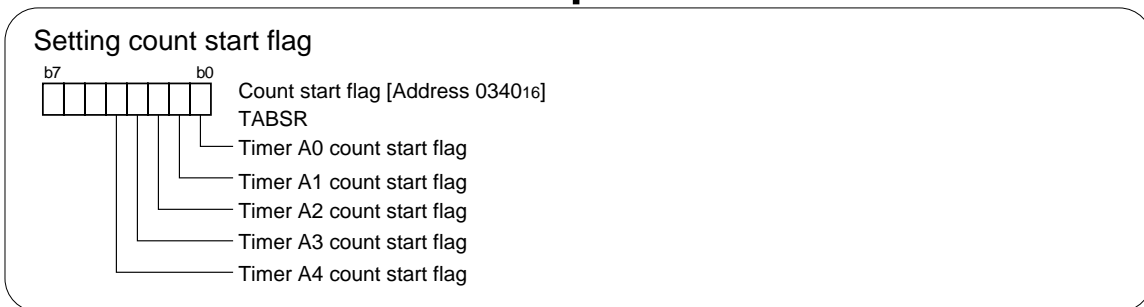 Setting count start flag
b7 b0
Count start flag [Address 034016]
TABSR
Timer A0 count start flag
Timer A1 count start flag
Timer A2 count start flag
Timer A3 count start flag
Timer A4 count start flag